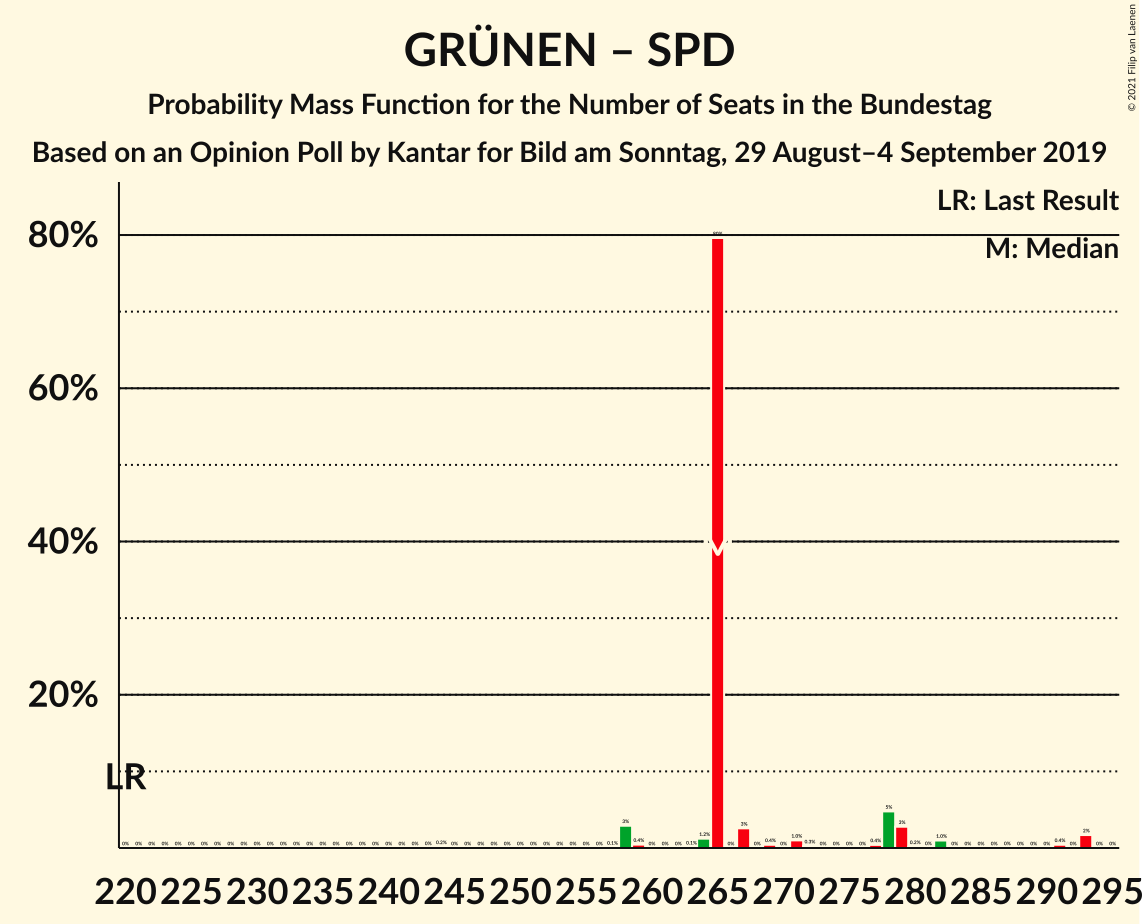 GRÜNEN – SPD
Probability Mass Function for the Number of Seats in the Bundestag
Based on an Opinion Poll by Kantar for Bild am Sonntag, 29 August–4 September 2019
© 2021 Filip van Laenen
LR: Last Result
M: Median
80%
60%
40%
20%
M
LR
220 225 230 235 240 245 250 255 260 265 270 275 280 285 290 295